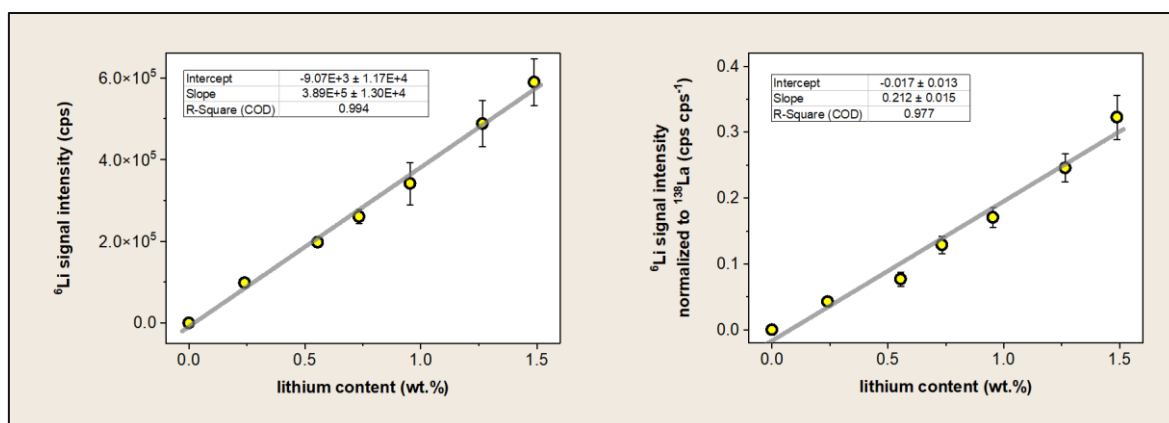 Intercept -9.07E+3 ± 1.17E+4
Slope 3.89E+5 ± 1.30E+4
R-Square (COD) 0.994
⁶Li signal intensity (cps)
6.0×10⁵
4.0×10⁵
2.0×10⁵
0.0
0.0 0.5 1.0 1.5
lithium content (wt.%)
Intercept -0.017 ± 0.013
Slope 0.212 ± 0.015
R-Square (COD) 0.977
⁶Li signal intensity
normalized to ¹³⁸La (cps cps⁻¹)
0.4
0.3
0.2
0.1
0.0
0.0 0.5 1.0 1.5
lithium content (wt.%)